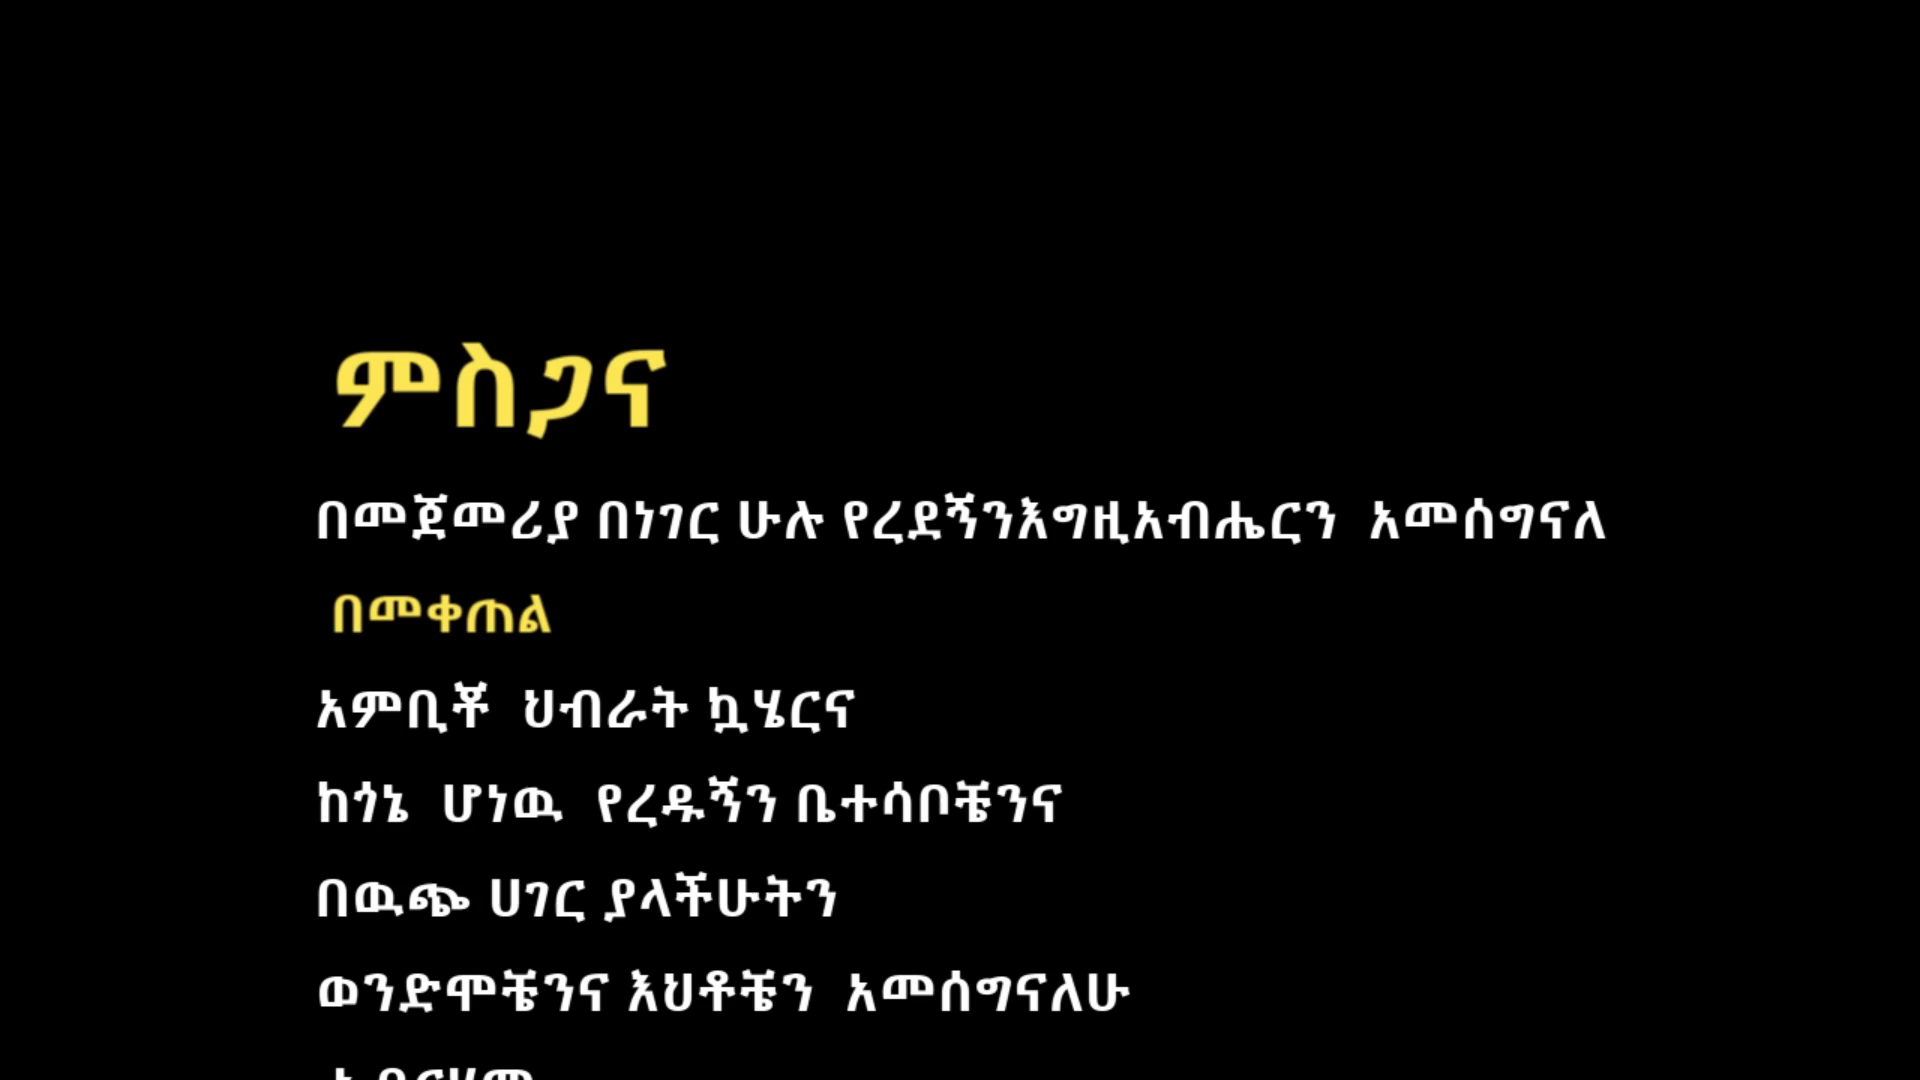 ምስጋና
በመጀመሪያ በነገር ሁሉ የረደኝንእግዚአብሔርን አመሰግናለ
በመቀጠል
አምቢቾ ህብራት ኳሄርና
ከጎኔ ሆነዉ የረዱኝን ቤተሳቦቼንና
በዉጭ ሀገር ያላችሁትን
ወንድሞቼንና እህቶቼን አመሰግናለሁ